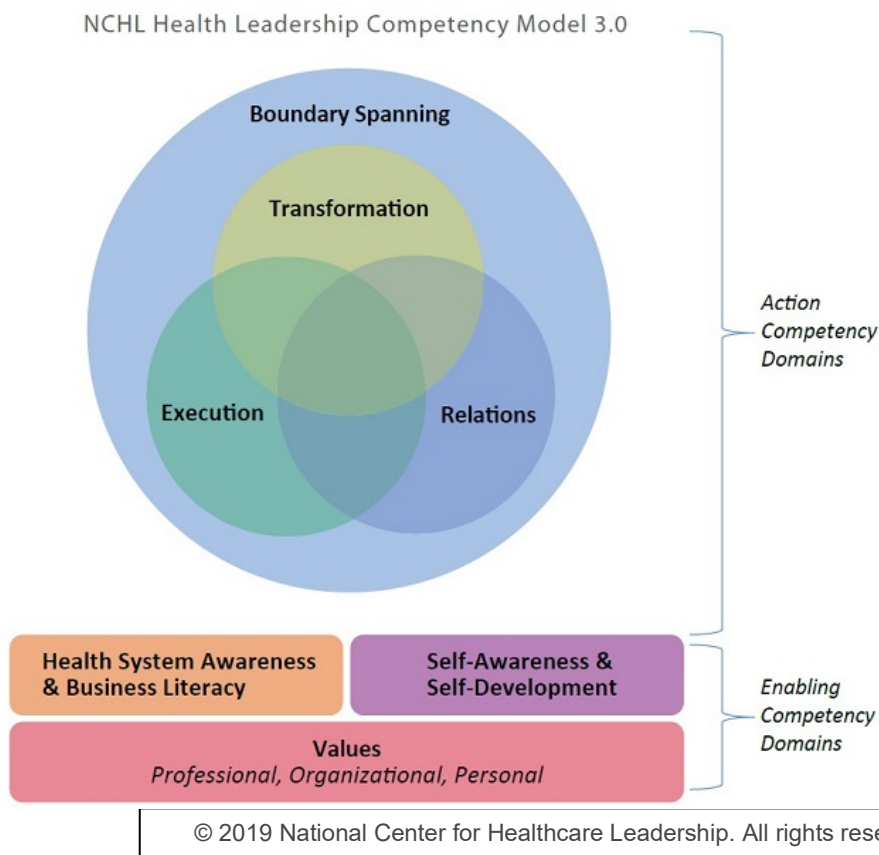 NCHL Health Leadership Competency Model 3.0
Boundary Spanning
Transformation
Execution
Relations
Action
Competency
Domains
Health System Awareness
& Business Literacy
Self-Awareness &
Self-Development
Values
Professional, Organizational, Personal
Enabling
Competency
Domains
© 2019 National Center for Healthcare Leadership. All rights rese